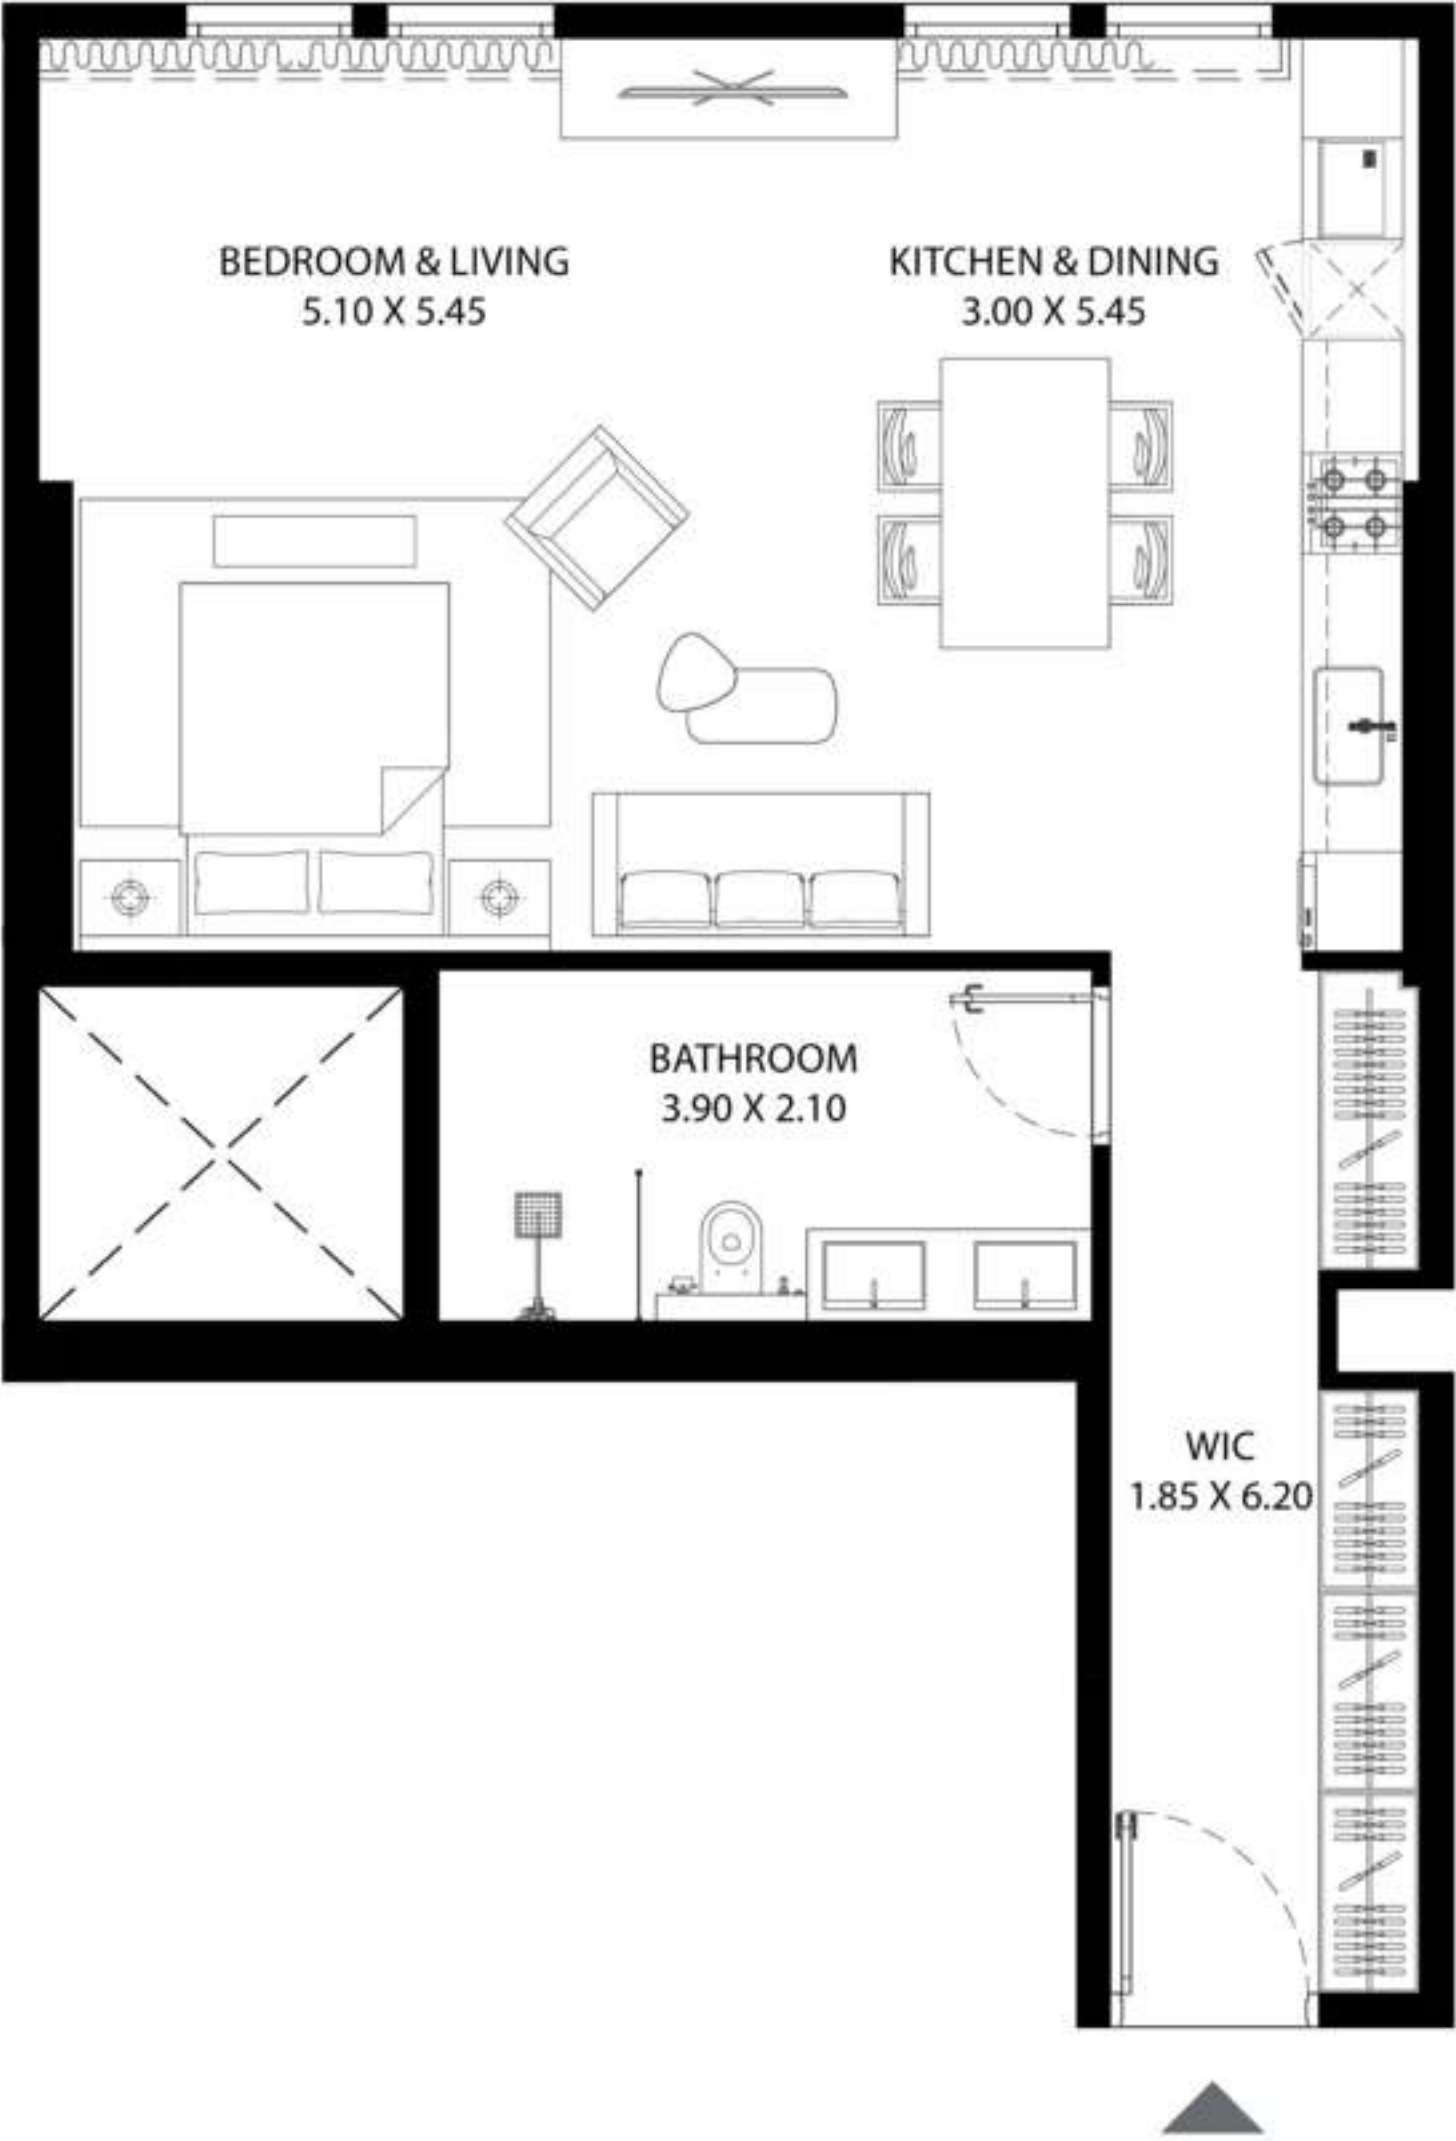 BEDROOM & LIVING
5.10 X 5.45
KITCHEN & DINING
3.00 X 5.45
BATHROOM
3.90 X 2.10
WIC
1.85 X 6.20